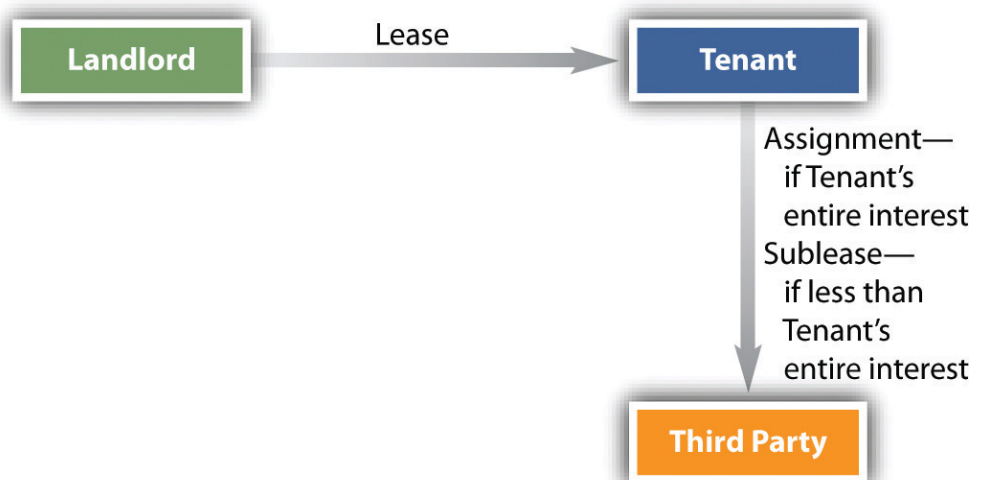 Landlord
Lease
Tenant
Assignment—
if Tenant’s
entire interest
Sublease—
if less than
Tenant’s
entire interest
Third Party